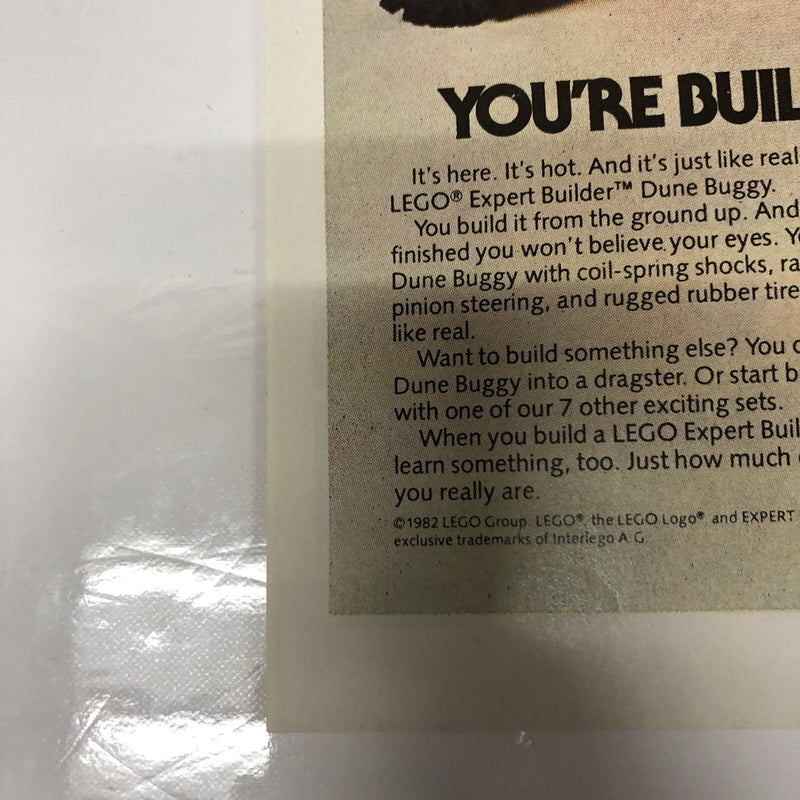 YOU'RE BUIL
It's here. It's hot. And it's just like real
LEGO® Expert Builder™ Dune Buggy.
You build it from the ground up. And
finished you won't believe your eyes. Yo
Dune Buggy with coil-spring shocks, ra
pinion steering, and rugged rubber tire
like real.
Want to build something else? You c
Dune Buggy into a dragster. Or start b
with one of our 7 other exciting sets.
When you build a LEGO Expert Buil
learn something, too. Just how much
you really are.
©1982 LEGO Group. LEGO®, the LEGO Logo® and EXPERT
exclusive trademarks of Interlego A.G.